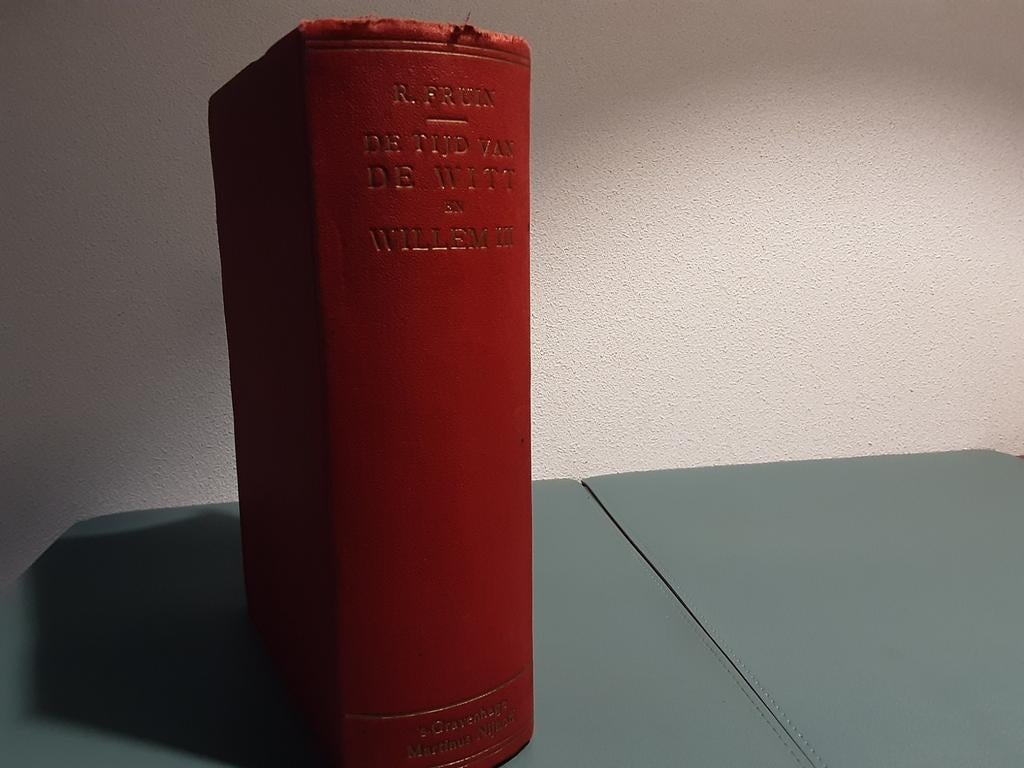 R. FRUIN
DE TIJD VAN
DE WITT
EN
WILLEM III
's-Gravenhage
Martinus Nijhoff